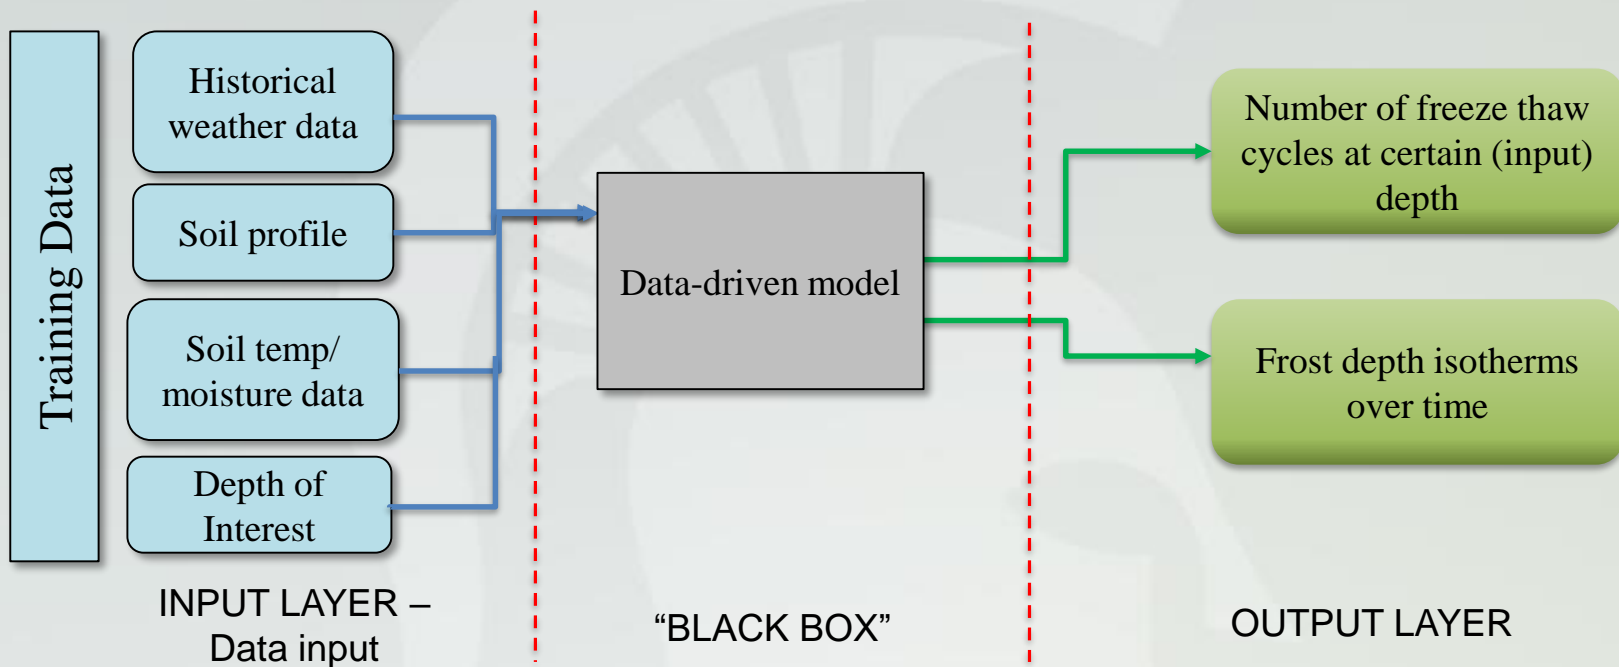 Training Data
Historical
weather data
Soil profile
Soil temp/
moisture data
Depth of
Interest
INPUT LAYER –
Data input
Data-driven model
“BLACK BOX”
Number of freeze thaw
cycles at certain (input)
depth
Frost depth isotherms
over time
OUTPUT LAYER